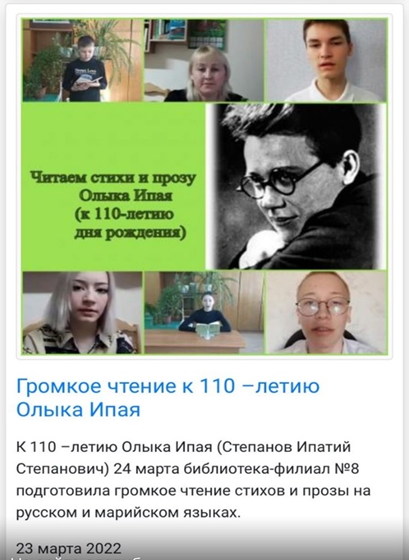 Читаем стихи и прозу
Олыка Ипая
(к 110-летию
дня рождения)
Громкое чтение к 110 –летию
Олыка Ипая
К 110 –летию Олыка Ипая (Степанов Ипатий
Степанович) 24 марта библиотека-филиал №8
подготовила громкое чтение стихов и прозы на
русском и марийском языках.
23 марта 2022